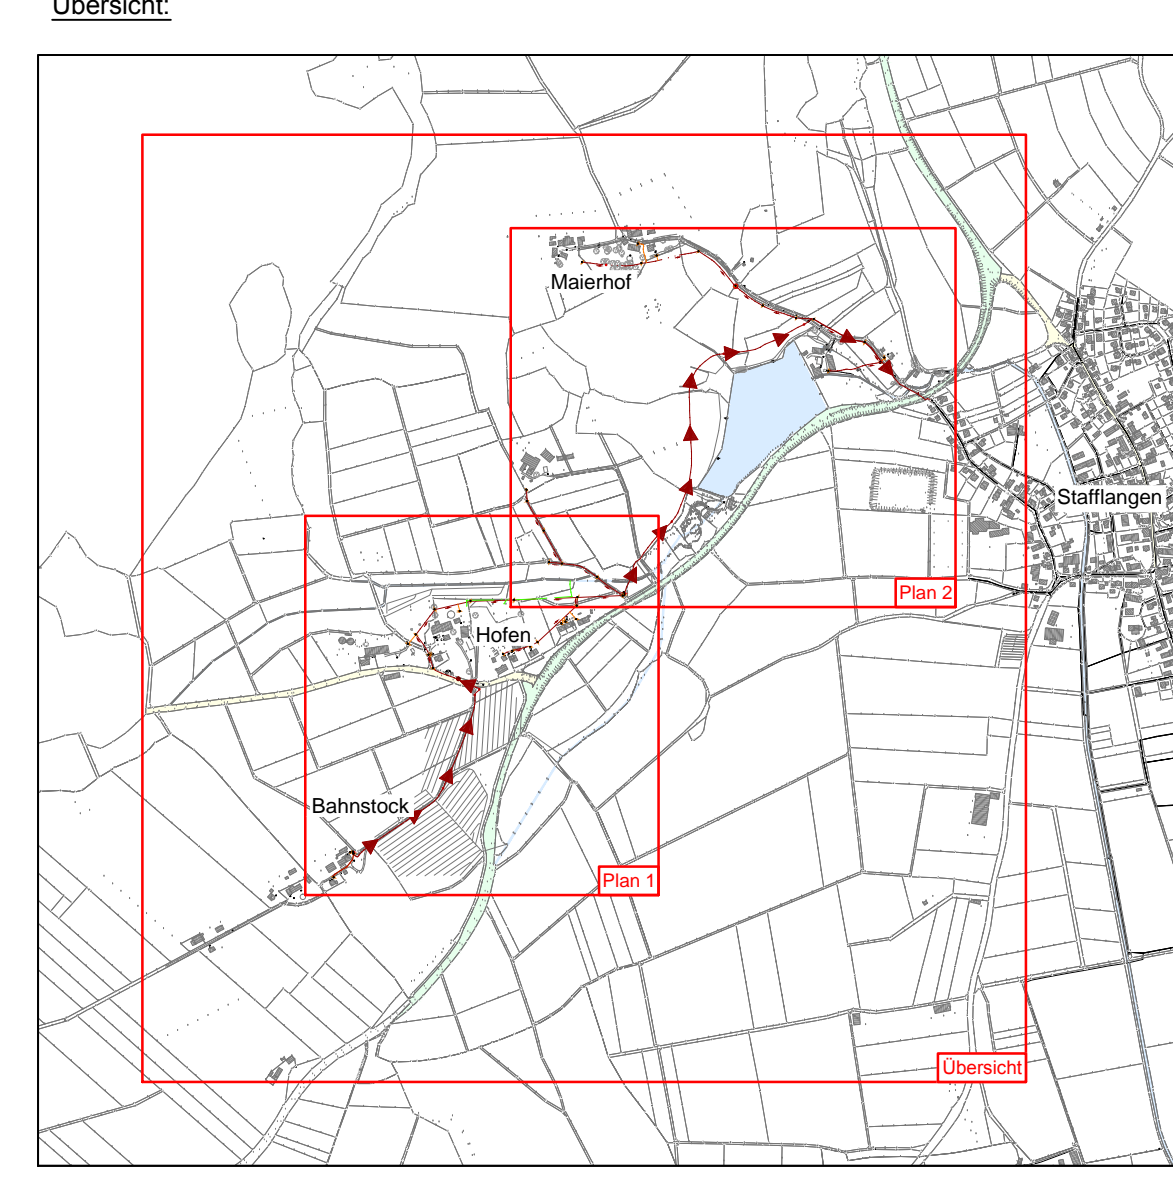 Übersicht:
Maierhof
Stafflangen
Plan 2
Hofen
Bahnstock
Plan 1
Übersicht